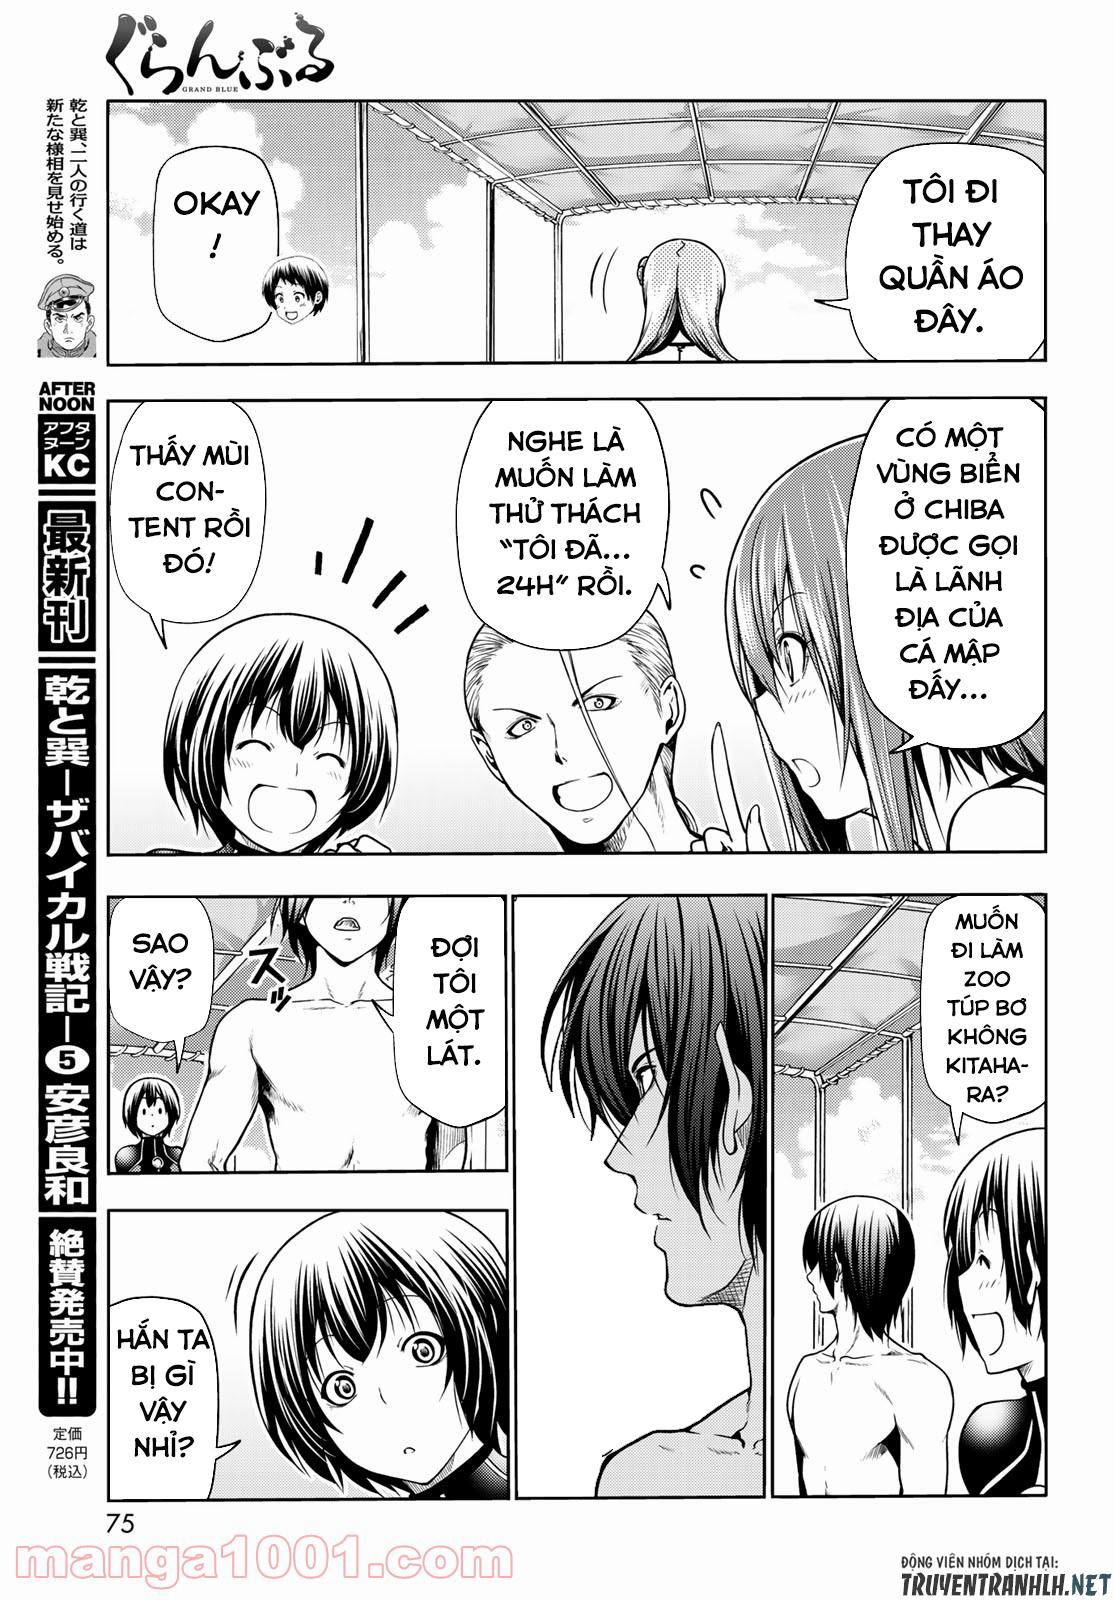 ぐらんぶる
GRAND BLUE
乾と巽、二人の行く道は
新たな様相を見せ始める。
AFTER
NOON
アフタ
ヌーン
KC
最新刊
乾と巽―ザバイカル戦記―⑤安彦良和
絶賛発売中!!
定価
726円
(税込)
TÔI ĐI
THAY
QUẦN ÁO
ĐÂY.
OKAY
!
CÓ MỘT
VÙNG BIỂN
Ở CHIBA
ĐƯỢC GỌI
LÀ LÃNH
ĐỊA CỦA
CÁ MẬP
ĐẤY...
NGHE LÀ
MUỐN LÀM
THỬ THÁCH
"TÔI ĐÃ...
24H" RỒI.
THẤY MÙI
CON-
TENT RỒI
ĐÓ!
MUỐN
ĐI LÀM
ZOO
TÚP BƠ
KHÔNG
KITAHA-
RA?
ĐỢI
TÔI
MỘT
LÁT.
スッ
SAO
VẬY?
HẮN TA
BỊ GÌ
VẬY
NHỈ?
75
manga1001.com
ĐỘNG VIÊN NHÓM DỊCH TẠI:
TRUYENTRANHLH.NET